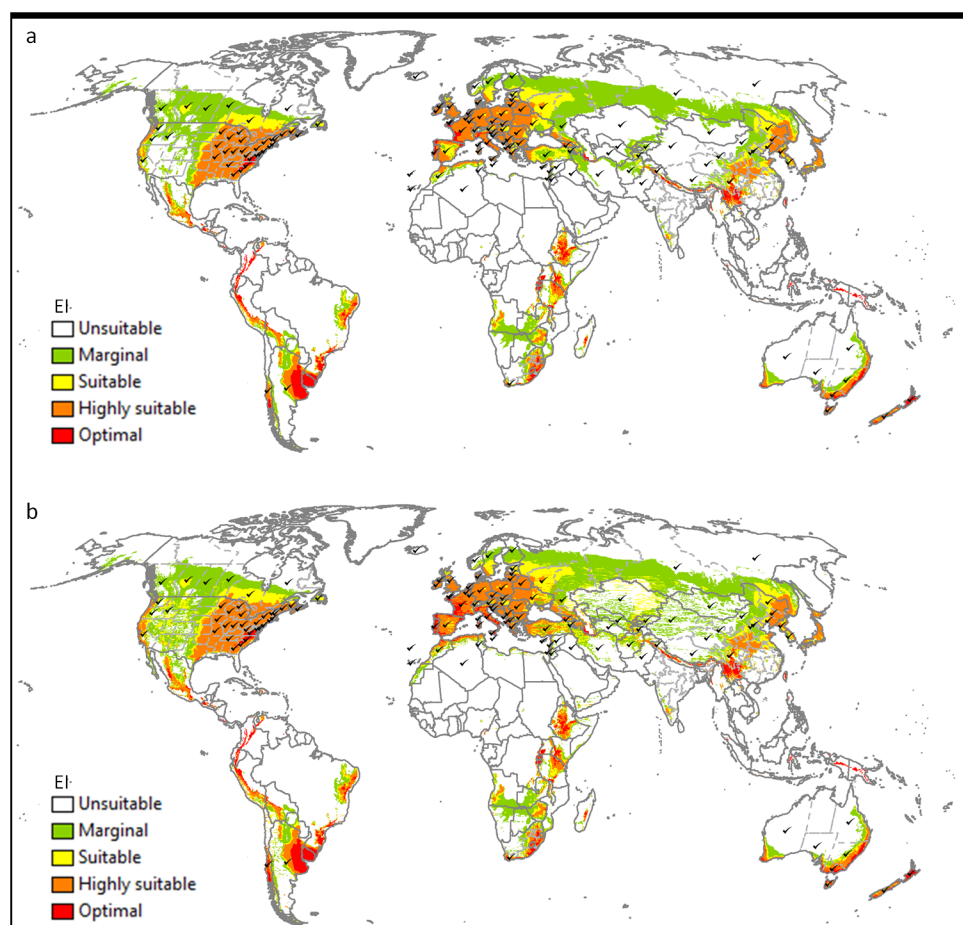 a
EI
Unsuitable
Marginal
Suitable
Highly suitable
Optimal
b
EI
Unsuitable
Marginal
Suitable
Highly suitable
Optimal